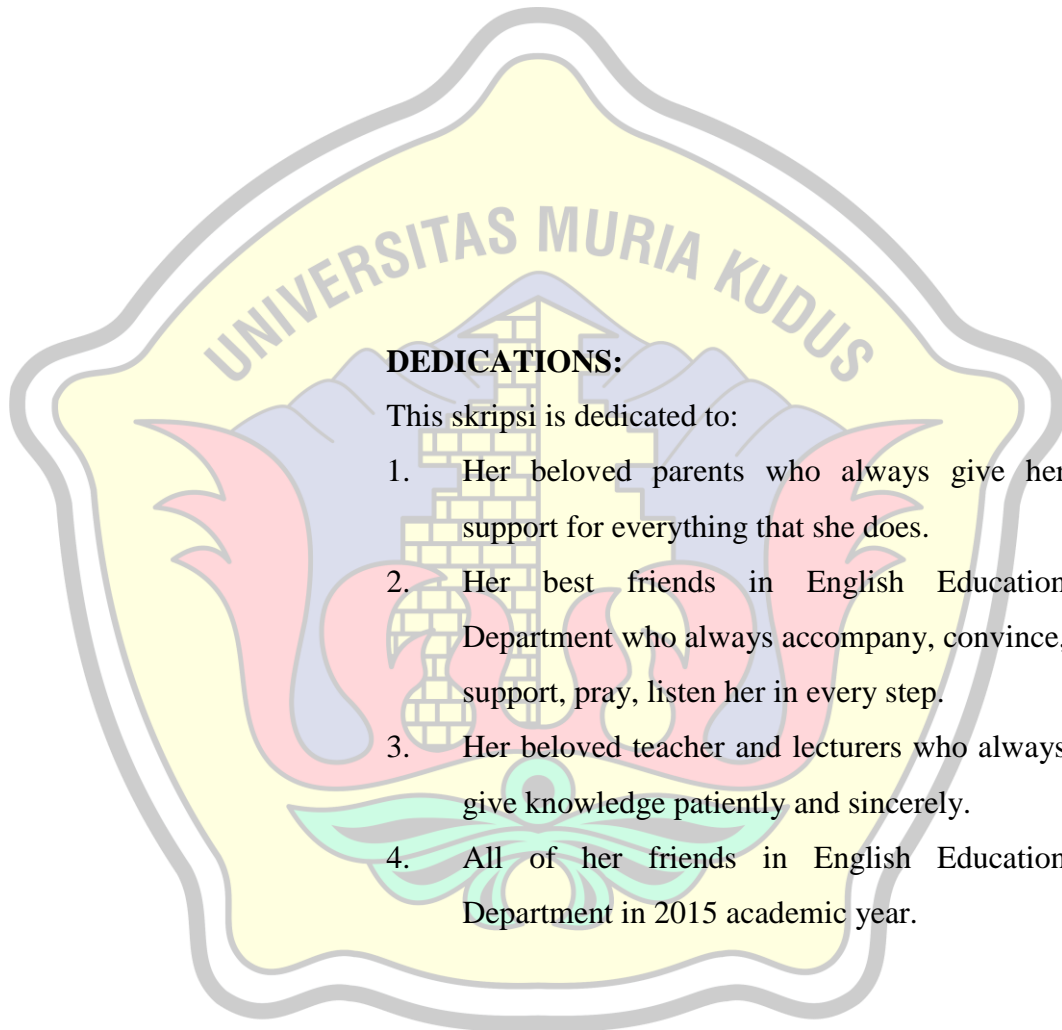 UNIVERSITAS MURIA KUDUS
DEDICATIONS:
This skripsi is dedicated to:
1. Her beloved parents who always give her
support for everything that she does.
2. Her best friends in English Education
Department who always accompany, convince,
support, pray, listen her in every step.
3. Her beloved teacher and lecturers who always
give knowledge patiently and sincerely.
4. All of her friends in English Education
Department in 2015 academic year.